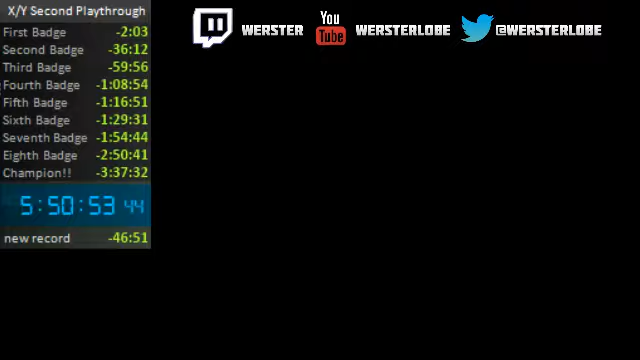 X/Y Second Playthrough
First Badge -2:03
Second Badge -36:12
Third Badge -59:56
Fourth Badge -1:08:54
Fifth Badge -1:16:51
Sixth Badge -1:29:31
Seventh Badge -1:54:44
Eighth Badge -2:50:41
Champion!! -3:37:32
5:50:53 44
new record -46:51
WERSTER You Tube WERSTERLOBE @WERSTERLOBE